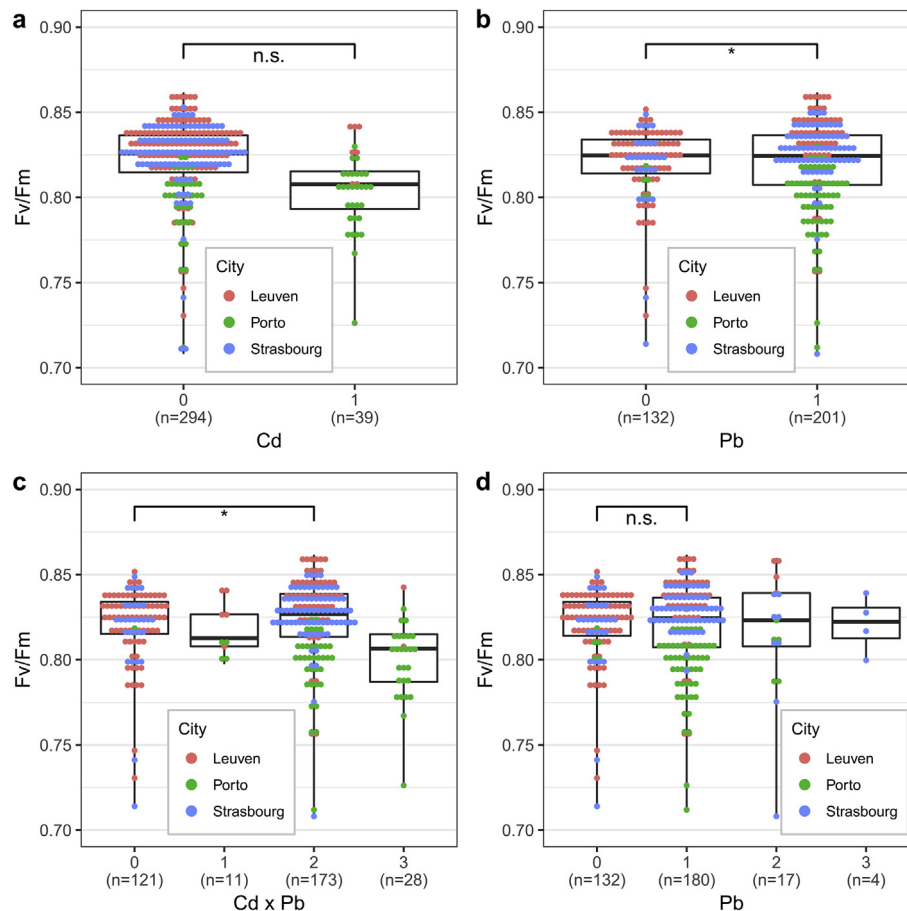 a
0.90
n.s.
0.85
Fv/Fm
0.80
City
0.75
Leuven
Porto
Strasbourg
0.70
0
1
(n=294)
(n=39)
Cd
b
0.90
*
0.85
Fv/Fm
0.80
City
0.75
Leuven
Porto
Strasbourg
0.70
0
1
(n=132)
(n=201)
Pb
c
0.90
*
0.85
Fv/Fm
0.80
City
0.75
Leuven
Porto
Strasbourg
0.70
0
1
2
3
(n=121)
(n=11)
(n=173)
(n=28)
Cd x Pb
d
0.90
n.s.
0.85
Fv/Fm
0.80
City
0.75
Leuven
Porto
Strasbourg
0.70
0
1
2
3
(n=132)
(n=180)
(n=17)
(n=4)
Pb